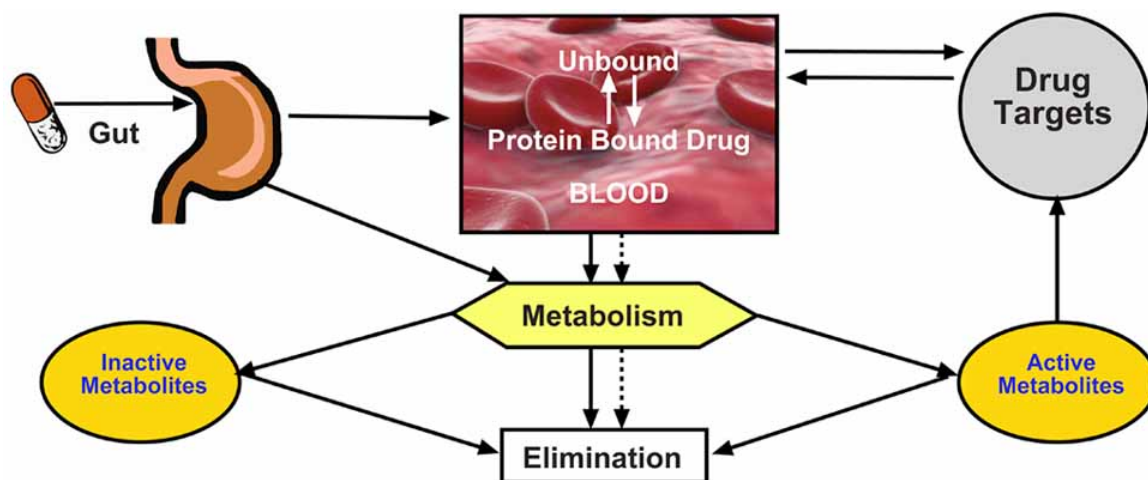 Gut
Unbound
Protein Bound Drug
BLOOD
Drug
Targets
Metabolism
Inactive
Metabolites
Active
Metabolites
Elimination